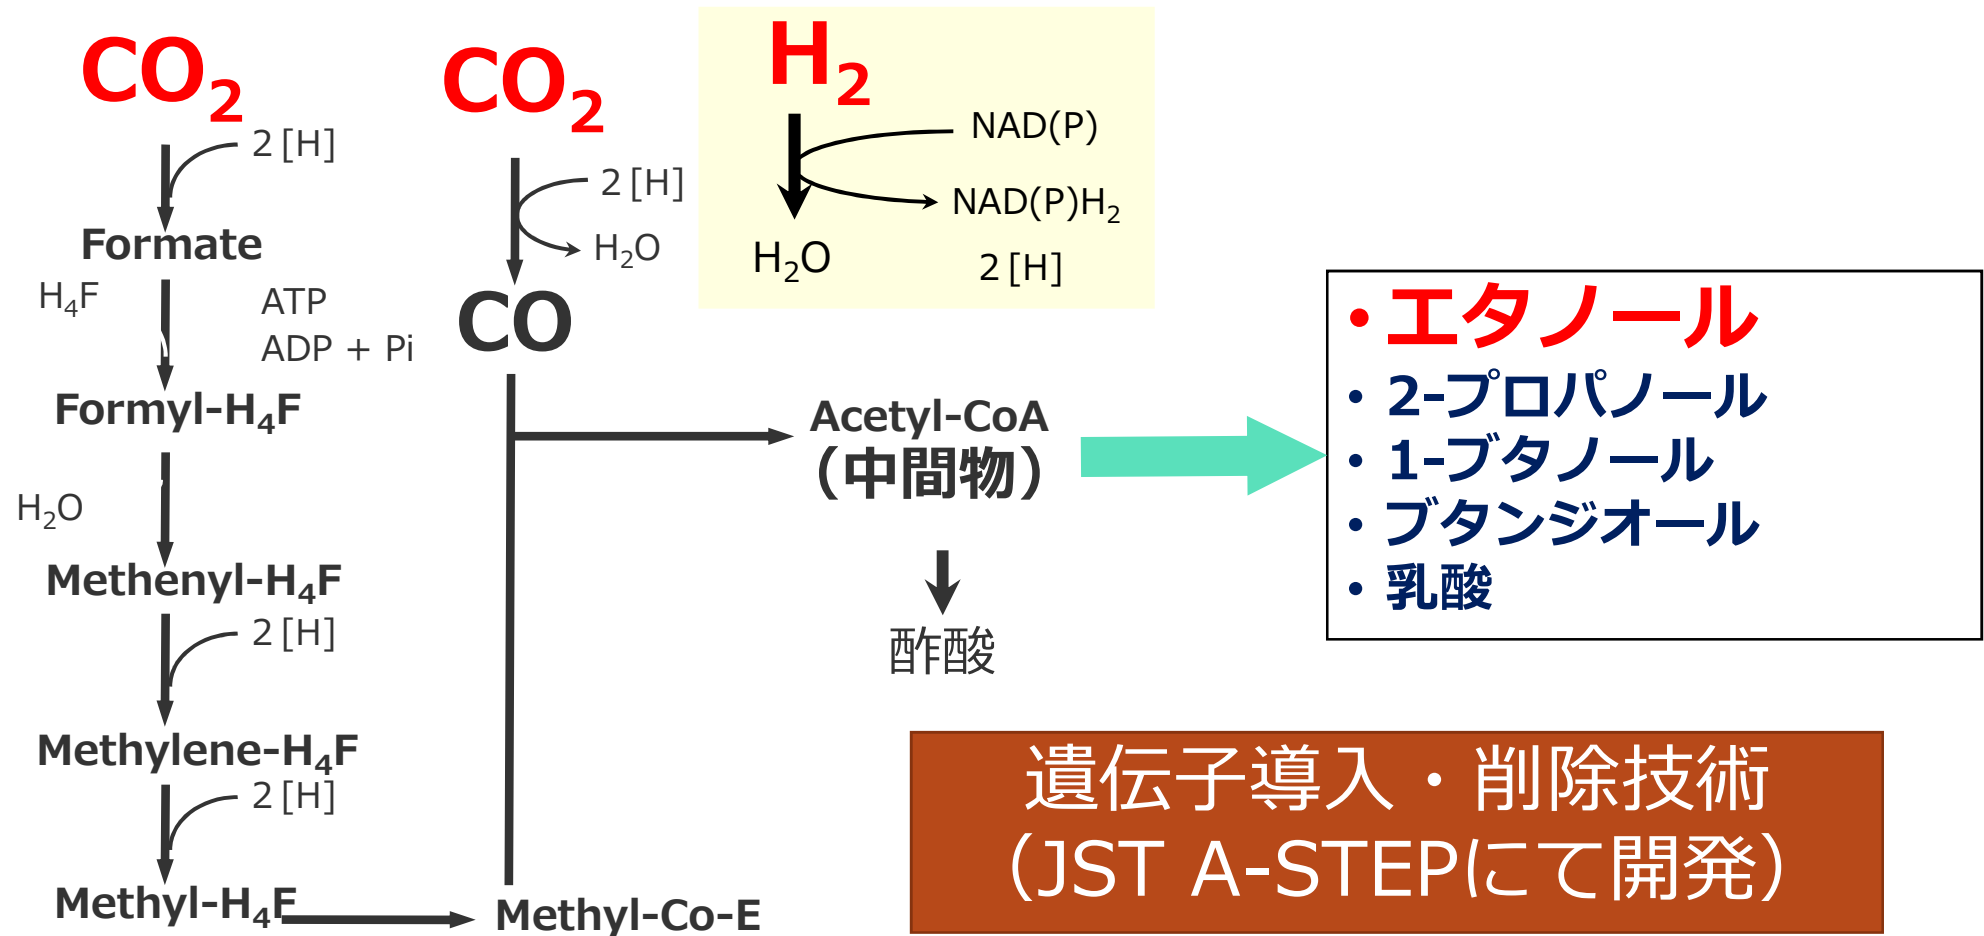 CO₂
2 [H]
Formate
H₄F
ATP
ADP + Pi
Formyl-H₄F
H₂O
Methenyl-H₄F
2 [H]
Methylene-H₄F
2 [H]
Methyl-H₄F
CO₂
2 [H]
H₂O
CO
Methyl-Co-E
H₂
NAD(P)
NAD(P)H₂
H₂O
2 [H]
Acetyl-CoA
（中間物）
酢酸
• エタノール
• 2-プロパノール
• 1-ブタノール
• ブタンジオール
• 乳酸
遺伝子導入・削除技術
（JST A-STEPにて開発）